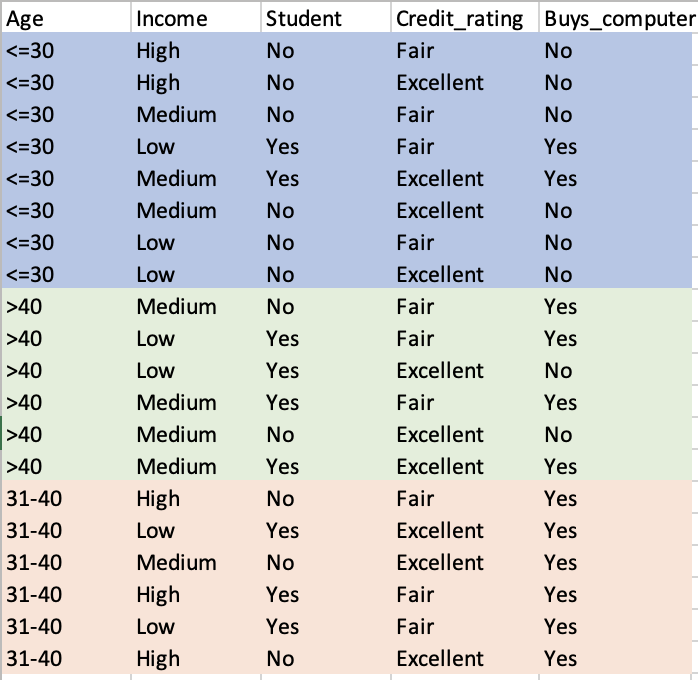 Age Income Student Credit_rating Buys_computer
<=30 High No Fair No
<=30 High No Excellent No
<=30 Medium No Fair No
<=30 Low Yes Fair Yes
<=30 Medium Yes Excellent Yes
<=30 Medium No Excellent No
<=30 Low No Fair No
<=30 Low No Excellent No
>40 Medium No Fair Yes
>40 Low Yes Fair Yes
>40 Low Yes Excellent No
>40 Medium Yes Fair Yes
>40 Medium No Excellent No
>40 Medium Yes Excellent Yes
31-40 High No Fair Yes
31-40 Low Yes Excellent Yes
31-40 Medium No Excellent Yes
31-40 High Yes Fair Yes
31-40 Low Yes Fair Yes
31-40 High No Excellent Yes